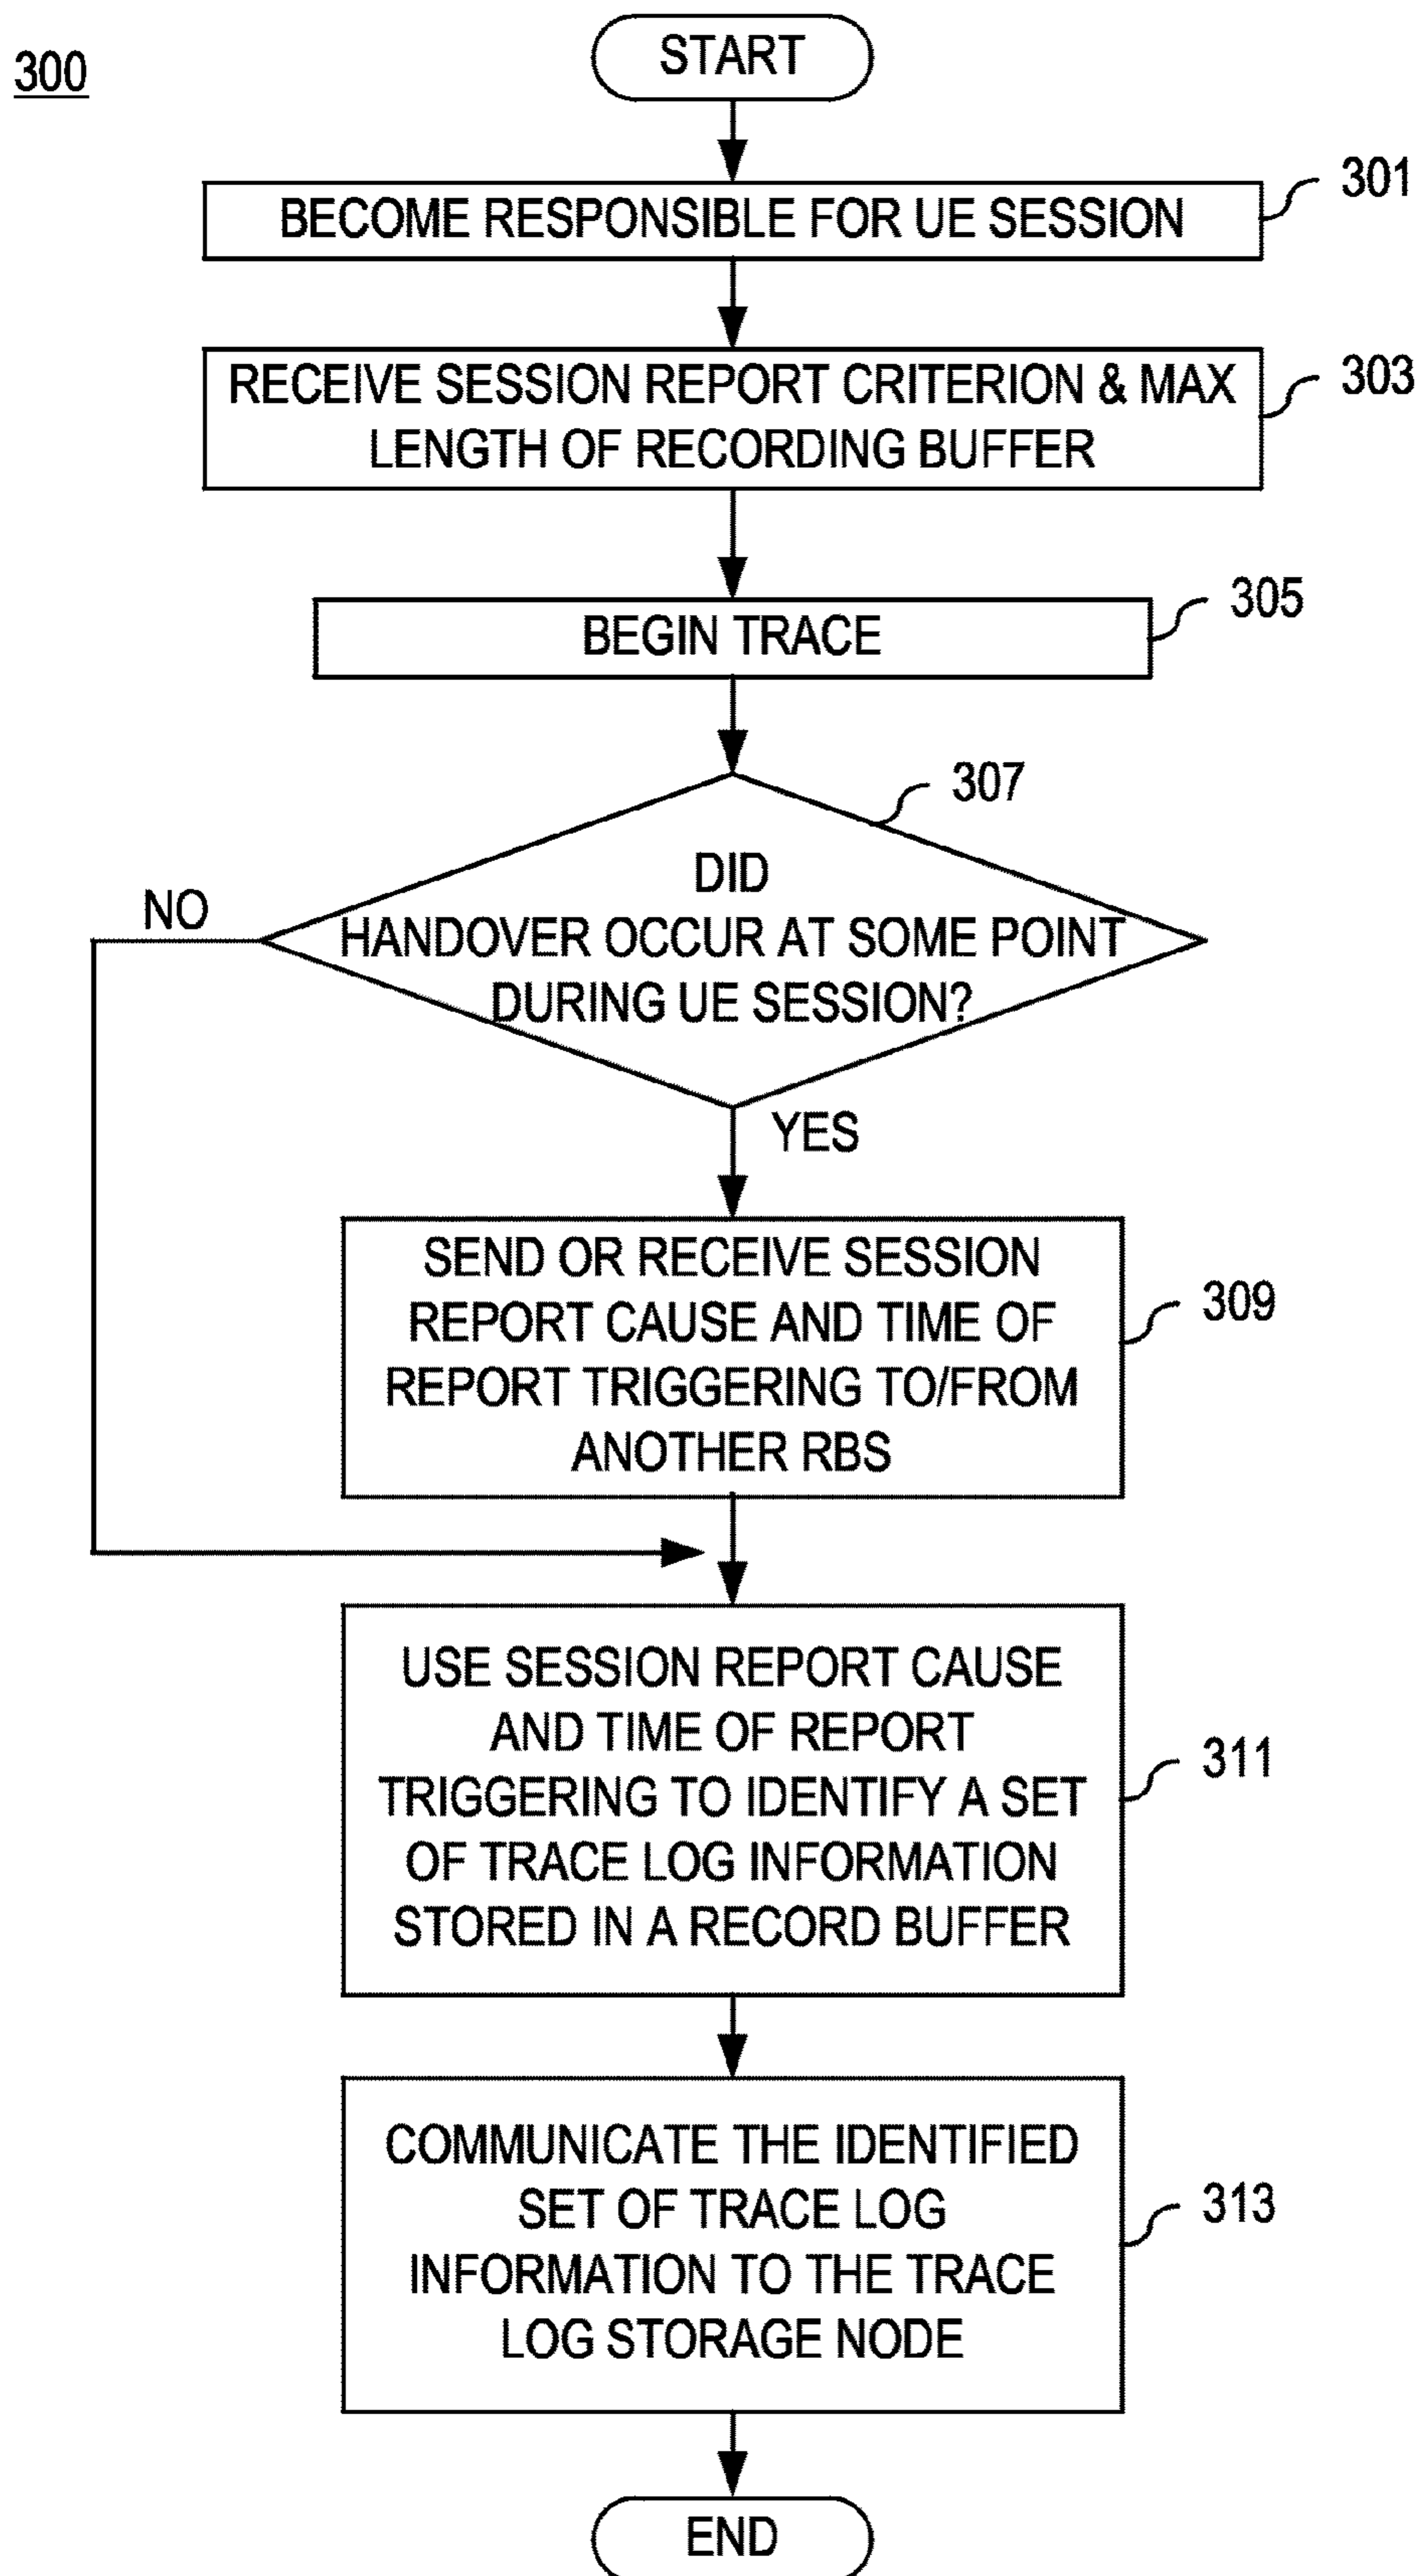 300
START
BECOME RESPONSIBLE FOR UE SESSION
301
RECEIVE SESSION REPORT CRITERION & MAX
LENGTH OF RECORDING BUFFER
303
BEGIN TRACE
305
307
DID
HANDOVER OCCUR AT SOME POINT
DURING UE SESSION?
NO
YES
SEND OR RECEIVE SESSION
REPORT CAUSE AND TIME OF
REPORT TRIGGERING TO/FROM
ANOTHER RBS
309
USE SESSION REPORT CAUSE
AND TIME OF REPORT
TRIGGERING TO IDENTIFY A SET
OF TRACE LOG INFORMATION
STORED IN A RECORD BUFFER
311
COMMUNICATE THE IDENTIFIED
SET OF TRACE LOG
INFORMATION TO THE TRACE
LOG STORAGE NODE
313
END